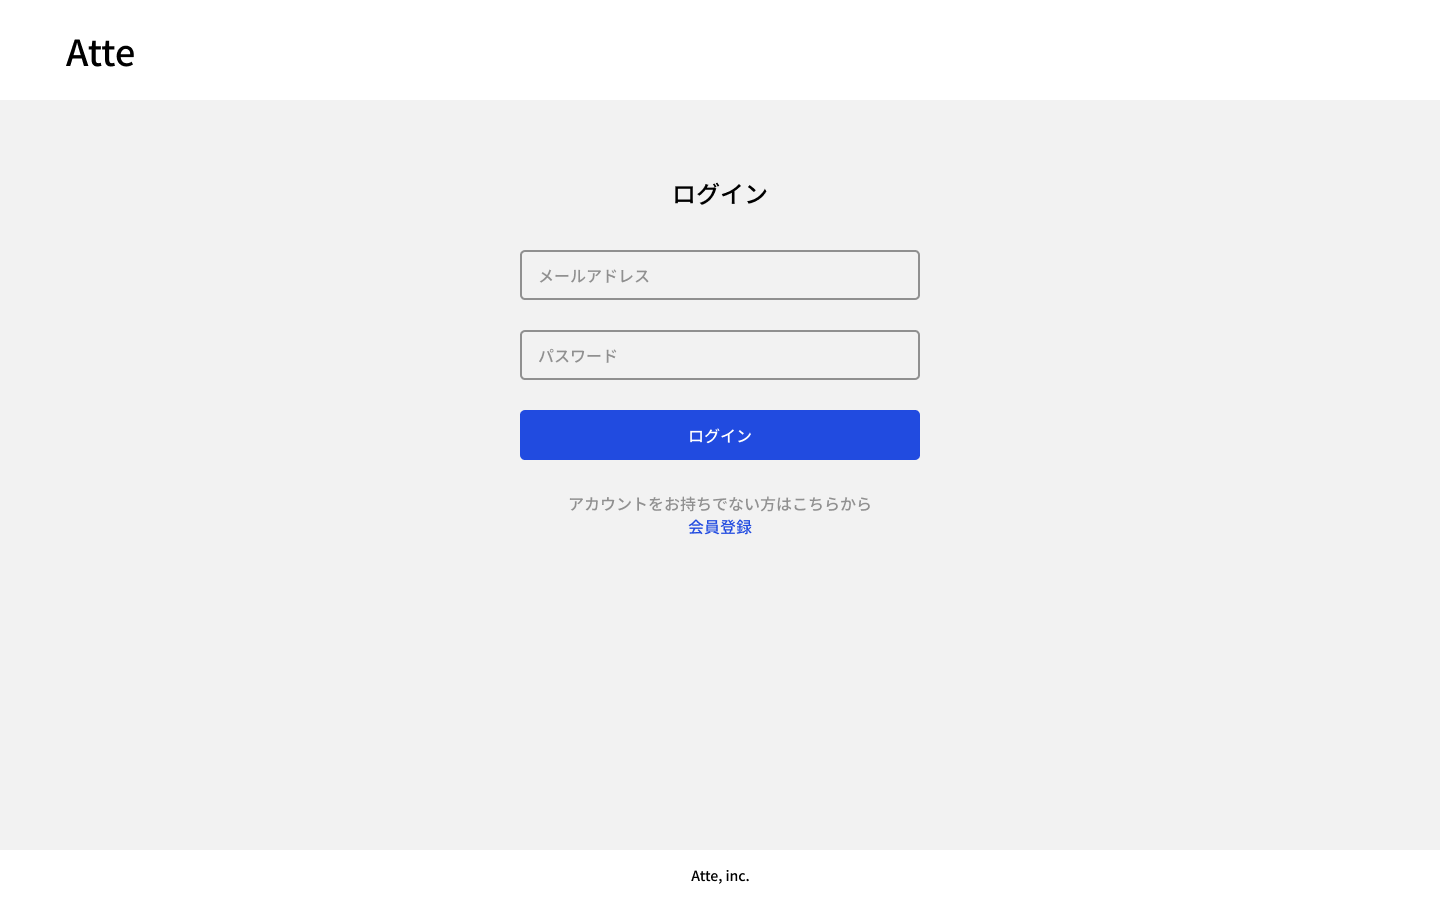 Atte
ログイン
メールアドレス
パスワード
ログイン
アカウントをお持ちでない方はこちらから
会員登録
Atte, inc.